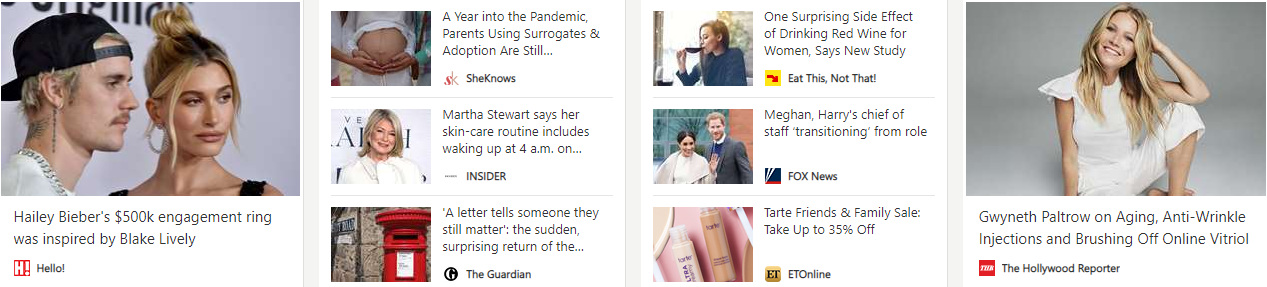 Hailey Bieber's $500k engagement ring
was inspired by Blake Lively
H!
Hello!
A Year into the Pandemic,
Parents Using Surrogates &
Adoption Are Still...
sk
SheKnows
Martha Stewart says her
skin-care routine includes
waking up at 4 a.m. on...
INSIDER
'A letter tells someone they
still matter': the sudden,
surprising return of the...
G
The Guardian
One Surprising Side Effect
of Drinking Red Wine for
Women, Says New Study
Eat This, Not That!
Meghan, Harry's chief of
staff 'transitioning' from role
FOX News
tarte
tarte
Tarte Friends & Family Sale:
Take Up to 35% Off
ET
ETOnline
Gwyneth Paltrow on Aging, Anti-Wrinkle
Injections and Brushing Off Online Vitriol
THR
The Hollywood Reporter